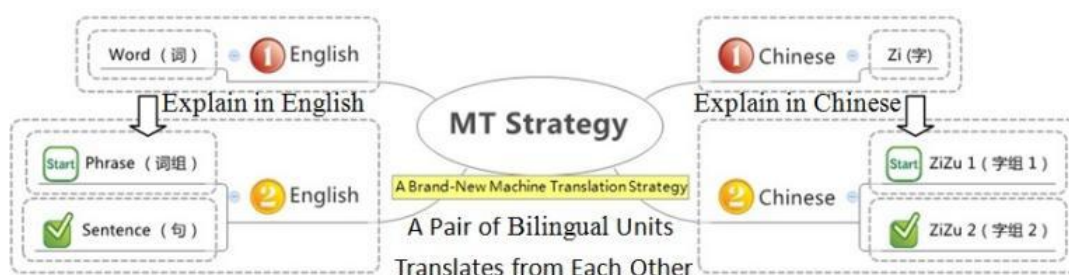 Word（词）
1 English
Explain in English
Start Phrase（词组）
2 English
Sentence（句）
MT Strategy
A Brand-New Machine Translation Strategy
A Pair of Bilingual Units
Translates from Each Other
1 Chinese
Zi (字)
Explain in Chinese
Start ZiZu 1（字组 1）
2 Chinese
ZiZu 2（字组 2）